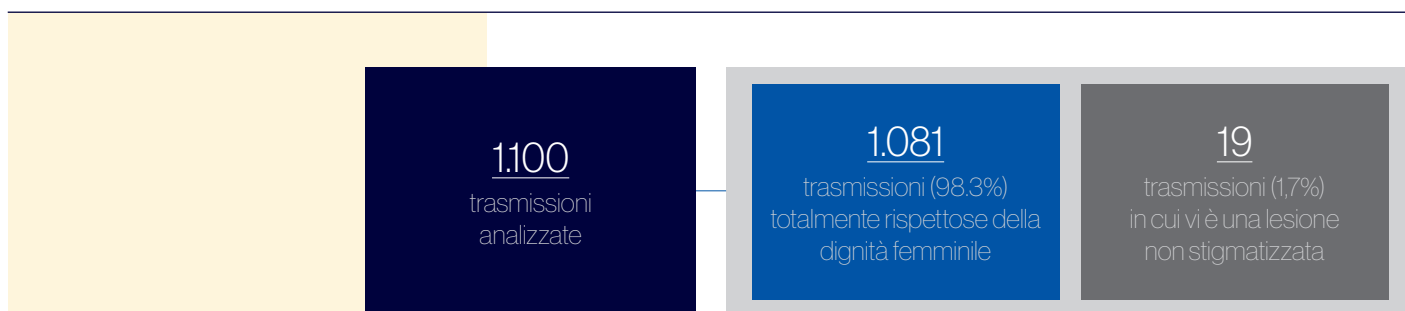 1.100
trasmissioni
analizzate
1.081
trasmissioni (98.3%)
totalmente rispettose della
dignità femminile
19
trasmissioni (1,7%)
in cui vi è una lesione
non stigmatizzata